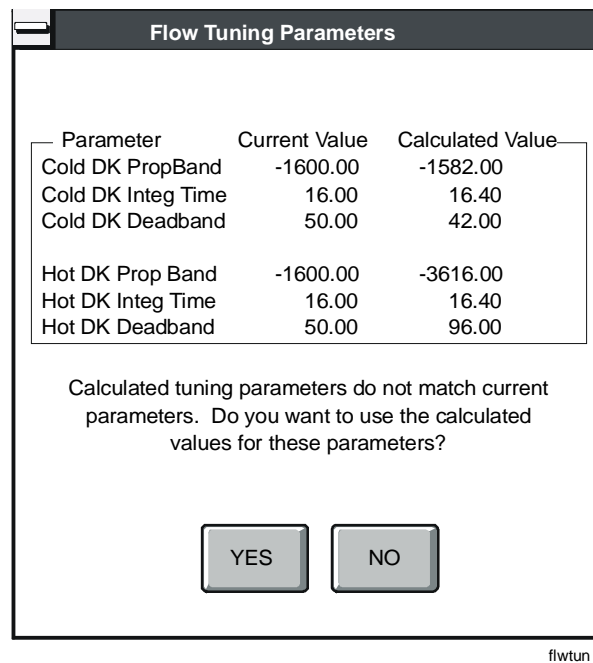 Flow Tuning Parameters
Parameter Current Value Calculated Value
Cold DK PropBand -1600.00 -1582.00
Cold DK Integ Time 16.00 16.40
Cold DK Deadband 50.00 42.00
Hot DK Prop Band -1600.00 -3616.00
Hot DK Integ Time 16.00 16.40
Hot DK Deadband 50.00 96.00
Calculated tuning parameters do not match current
parameters. Do you want to use the calculated
values for these parameters?
YES NO
flwtun